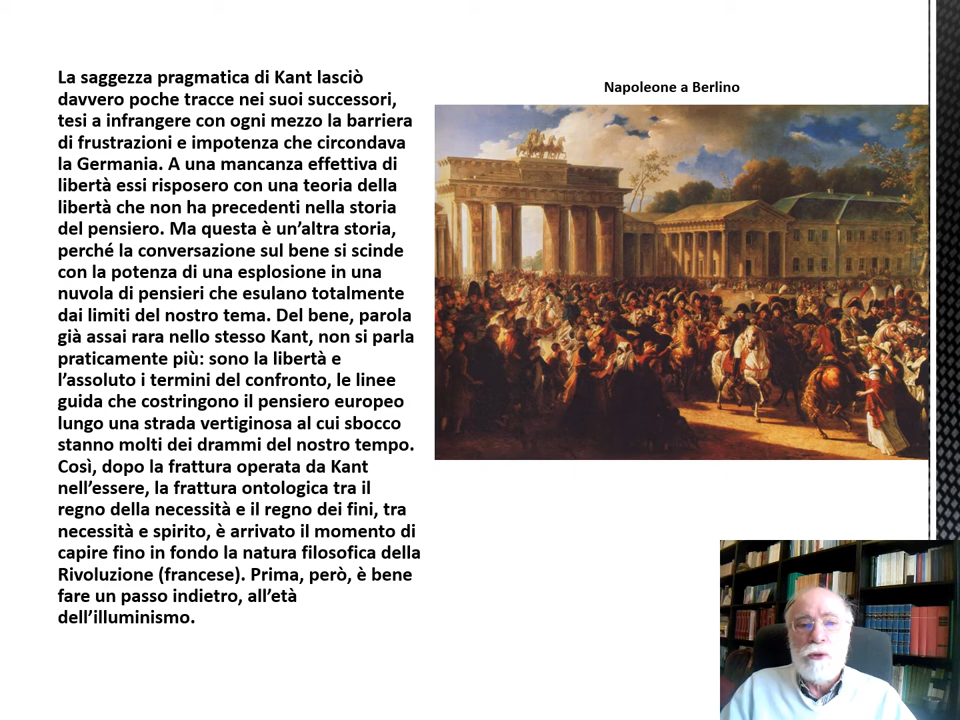 La saggezza pragmatica di Kant lasciò
davvero poche tracce nei suoi successori,
tesi a infrangere con ogni mezzo la barriera
di frustrazioni e impotenza che circondava
la Germania. A una mancanza effettiva di
libertà essi risposero con una teoria della
libertà che non ha precedenti nella storia
del pensiero. Ma questa è un’altra storia,
perché la conversazione sul bene si scinde
con la potenza di una esplosione in una
nuvola di pensieri che esulano totalmente
dai limiti del nostro tema. Del bene, parola
già assai rara nello stesso Kant, non si parla
praticamente più: sono la libertà e
l’assoluto i termini del confronto, le linee
guida che costringono il pensiero europeo
lungo una strada vertiginosa al cui sbocco
stanno molti dei drammi del nostro tempo.
Così, dopo la frattura operata da Kant
nell’essere, la frattura ontologica tra il
regno della necessità e il regno dei fini, tra
necessità e spirito, è arrivato il momento di
capire fino in fondo la natura filosofica della
Rivoluzione (francese). Prima, però, è bene
fare un passo indietro, all’età
dell’illuminismo.
Napoleone a Berlino